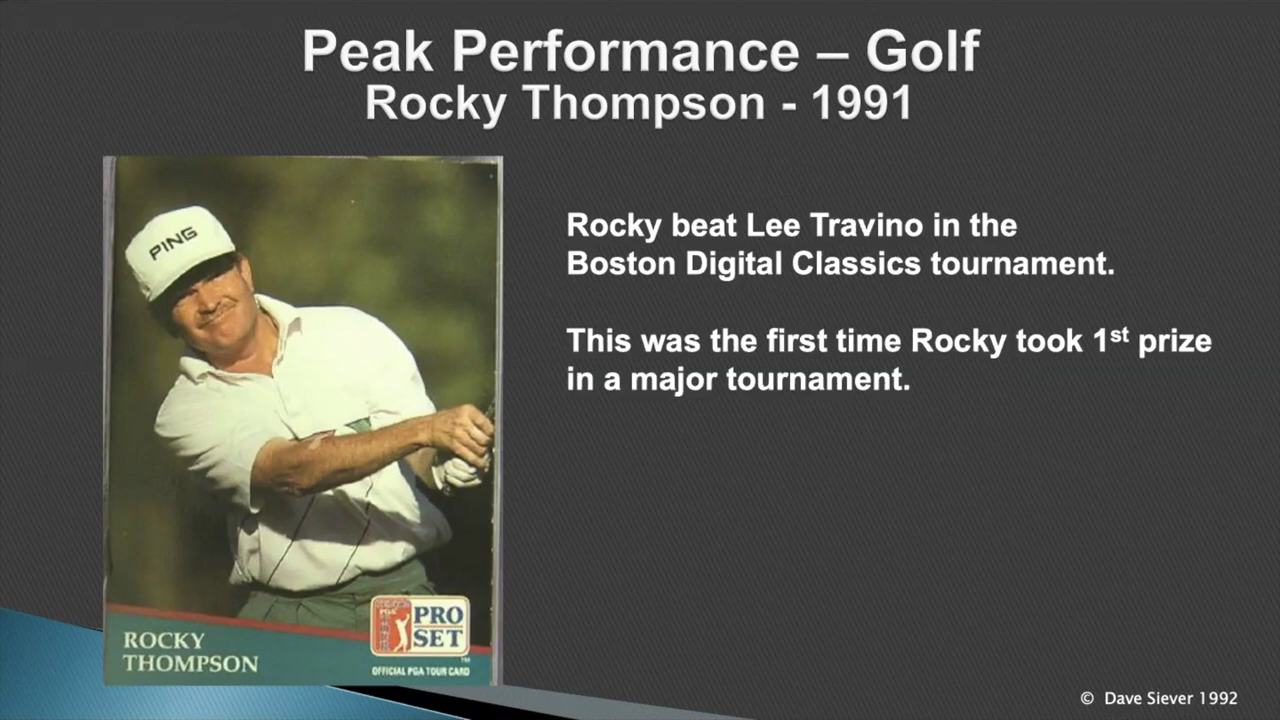 Peak Performance – Golf
Rocky Thompson - 1991
PING
Rocky beat Lee Travino in the
Boston Digital Classics tournament.
This was the first time Rocky took 1st prize
in a major tournament.
ROCKY
THOMPSON
PGA
PRO
SET
TM
OFFICIAL PGA TOUR CARD
© Dave Siever 1992